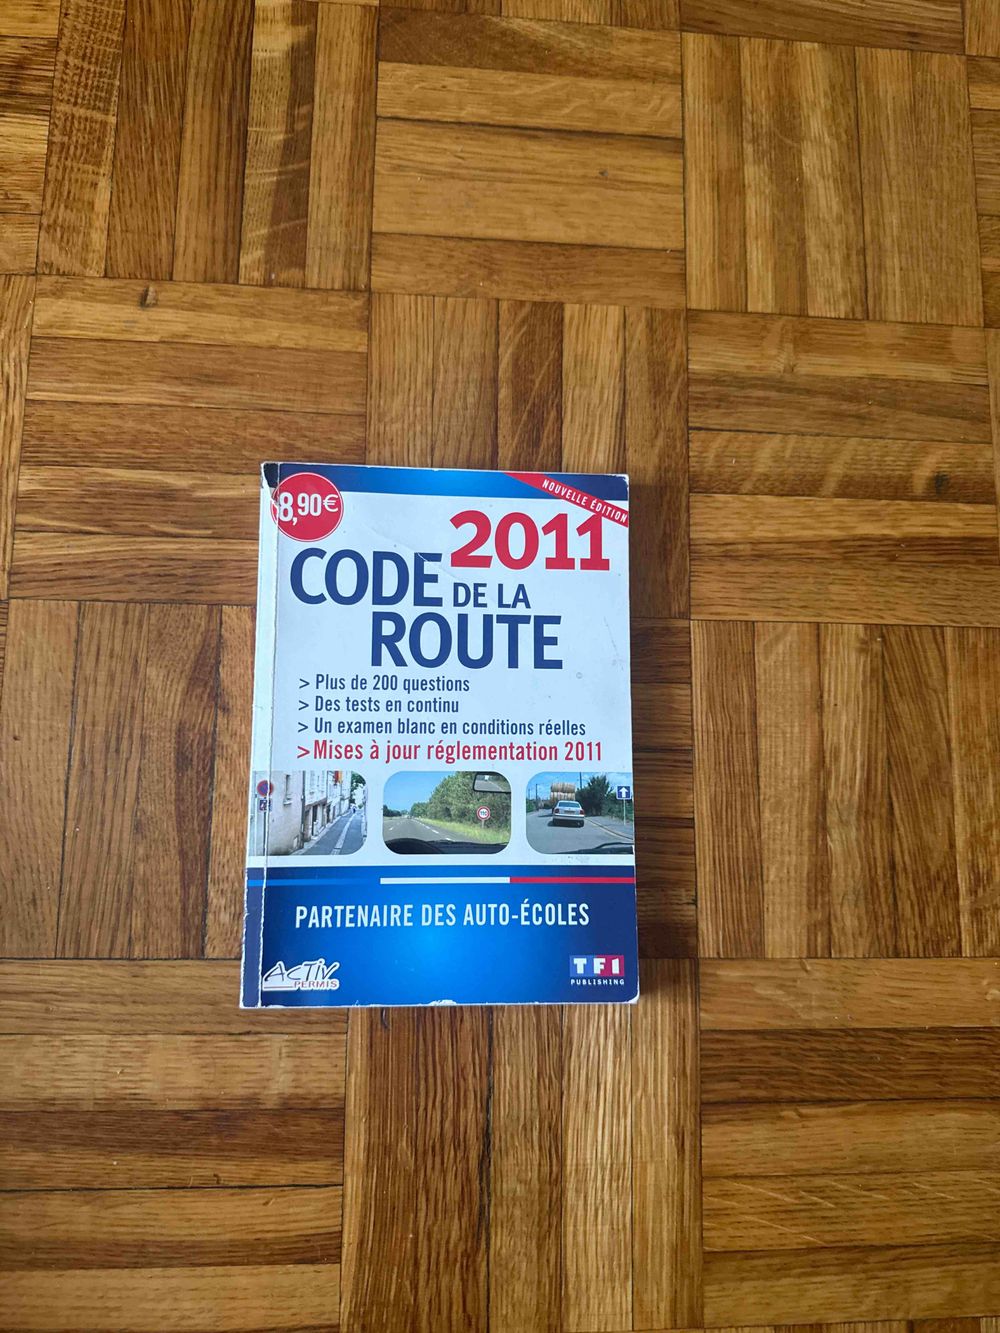 8,90€
NOUVELLE ÉDITION
2011
CODE DE LA
ROUTE
> Plus de 200 questions
> Des tests en continu
> Un examen blanc en conditions réelles
> Mises à jour réglementation 2011
110
PARTENAIRE DES AUTO-ÉCOLES
ACTIV
PERMIS
TF1
PUBLISHING